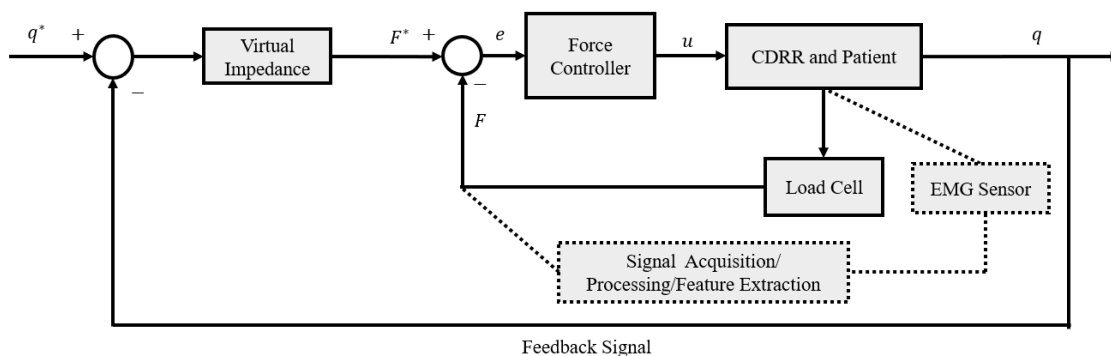 q* + Virtual Impedance F* + e Force Controller u CDRR and Patient q
−
−
F
Load Cell
EMG Sensor
Signal Acquisition/
Processing/Feature Extraction
Feedback Signal